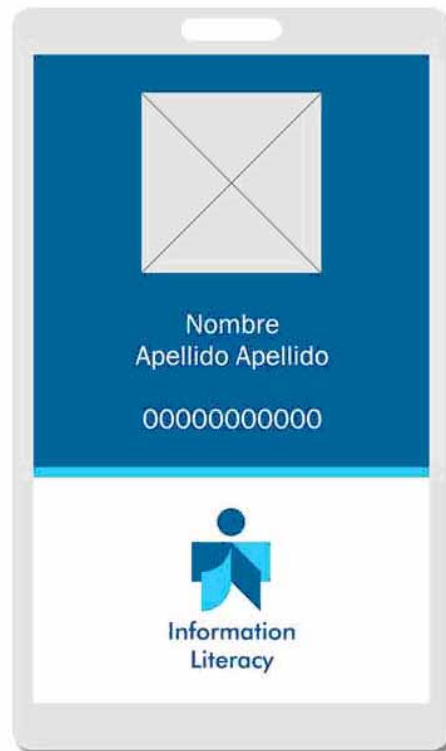 Nombre
Apellido Apellido
00000000000
Information
Literacy